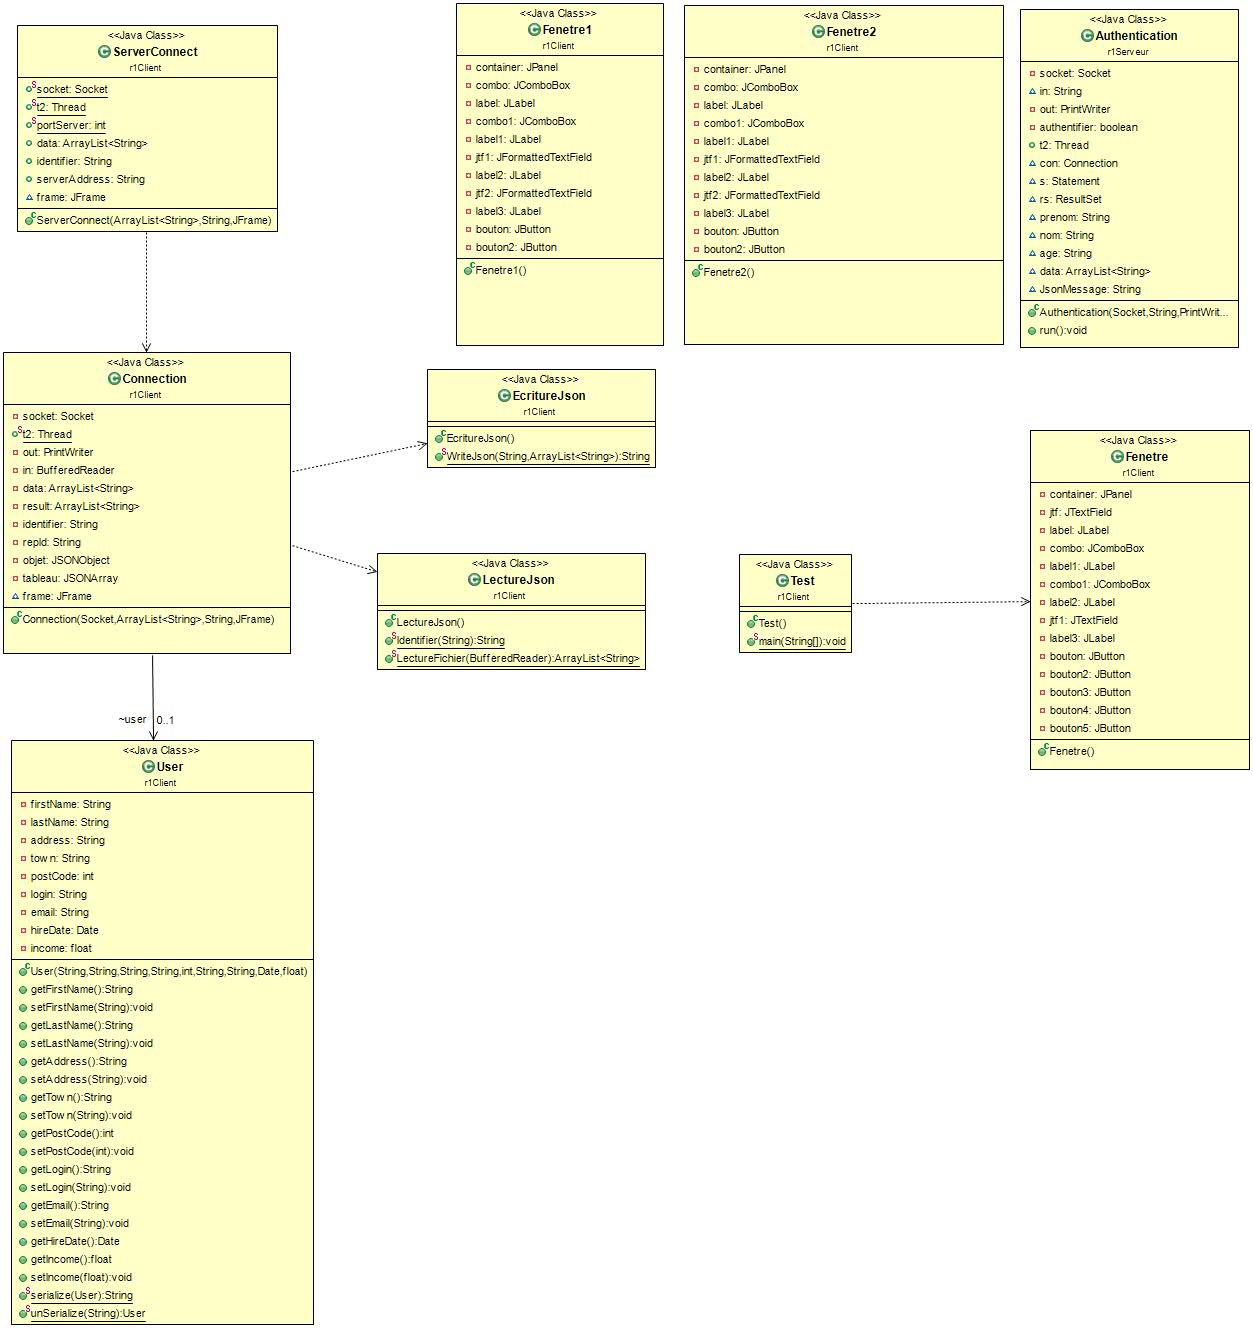 <<Java Class>>
ServerConnect
r1Client
socket: Socket
t2: Thread
portServer: int
data: ArrayList<String>
identifier: String
serverAddress: String
frame: JFrame
ServerConnect(ArrayList<String>,String,JFrame)
<<Java Class>>
Fenetre1
r1Client
container: JPanel
combo: JComboBox
label: JLabel
combo1: JComboBox
label1: JLabel
jtf1: JFormattedTextField
label2: JLabel
jtf2: JFormattedTextField
label3: JLabel
bouton: JButton
bouton2: JButton
Fenetre1()
<<Java Class>>
Fenetre2
r1Client
container: JPanel
combo: JComboBox
label: JLabel
combo1: JComboBox
label1: JLabel
jtf1: JFormattedTextField
label2: JLabel
jtf2: JFormattedTextField
label3: JLabel
bouton: JButton
bouton2: JButton
Fenetre2()
<<Java Class>>
Authentication
r1Serveur
socket: Socket
in: String
out: PrintWriter
authentifier: boolean
t2: Thread
con: Connection
s: Statement
rs: ResultSet
prenom: String
nom: String
age: String
data: ArrayList<String>
JsonMessage: String
Authentication(Socket,String,PrintWrit...
run():void
<<Java Class>>
Connection
r1Client
socket: Socket
t2: Thread
out: PrintWriter
in: BufferedReader
data: ArrayList<String>
result: ArrayList<String>
identifier: String
repId: String
objet: JSONObject
tableau: JSONArray
frame: JFrame
Connection(Socket,ArrayList<String>,String,JFrame)
<<Java Class>>
EcritureJson
r1Client
EcritureJson()
WriteJson(String,ArrayList<String>):String
<<Java Class>>
LectureJson
r1Client
LectureJson()
Identifier(String):String
LectureFichier(BufferedReader):ArrayList<String>
<<Java Class>>
Test
r1Client
Test()
main(String[]):void
<<Java Class>>
Fenetre
r1Client
container: JPanel
jtf: JTextField
label: JLabel
combo: JComboBox
label1: JLabel
combo1: JComboBox
label2: JLabel
jtf1: JTextField
label3: JLabel
bouton: JButton
bouton2: JButton
bouton3: JButton
bouton4: JButton
bouton5: JButton
Fenetre()
~user 0..1
<<Java Class>>
User
r1Client
firstName: String
lastName: String
address: String
town: String
postCode: int
login: String
email: String
hireDate: Date
income: float
User(String,String,String,String,int,String,String,Date,float)
getFirstName():String
setFirstName(String):void
getLastName():String
setLastName(String):void
getAddress():String
setAddress(String):void
getTown():String
setTown(String):void
getPostCode():int
setPostCode(int):void
getLogin():String
setLogin(String):void
getEmail():String
setEmail(String):void
getHireDate():Date
getIncome():float
setIncome(float):void
serialize(User):String
unSerialize(String):User